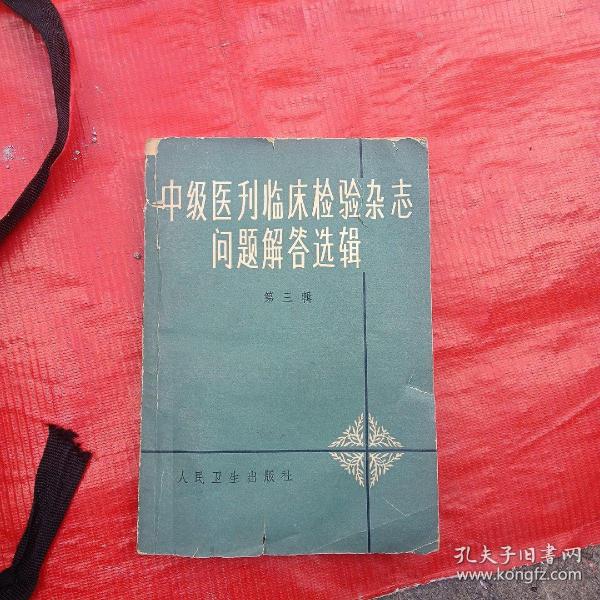 中级医刊临床检验杂志
问题解答选辑
第三辑
人民卫生出版社
孔夫子旧书网
www.kongfz.com